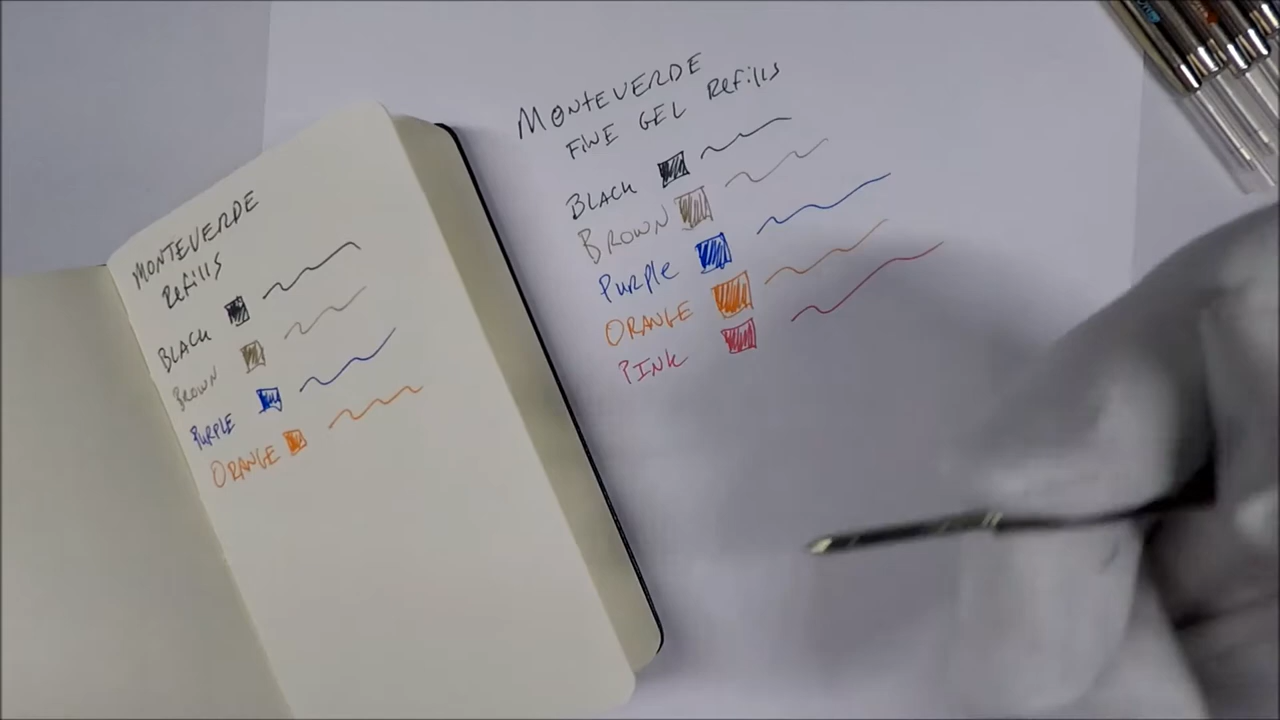 MONTEVERDE
Refills
BLACK
BROWN
PURPLE
ORANGE
MONTEVERDE
FINE GEL Refills
BLACK
BROWN
PURPLE
ORANGE
PINK